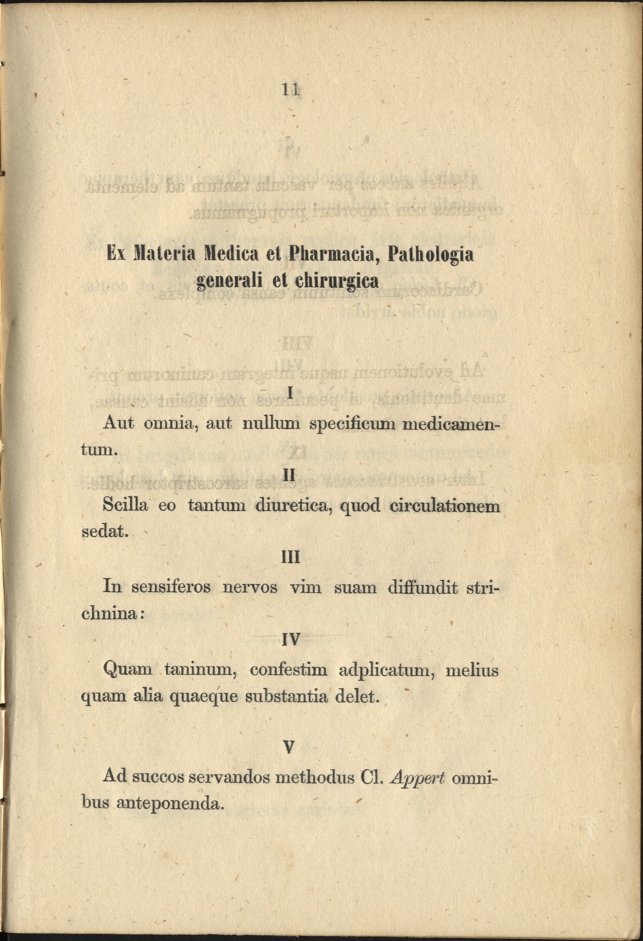 11
Ex Materia Medica et Pharmacia, Pathologia
generali et chirurgica
I
Aut omnia, aut nullum specificum medicamen-
tum.
II
Scilla eo tantum diuretica, quod circulationem
sedat.
III
In sensiferos nervos vim suam diffundit stri-
chnina:
IV
Quam taninum, confestim adplicatum, melius
quam alia quaeque substantia delet.
V
Ad succos servandos methodus Cl. Appert omni-
bus anteponenda.